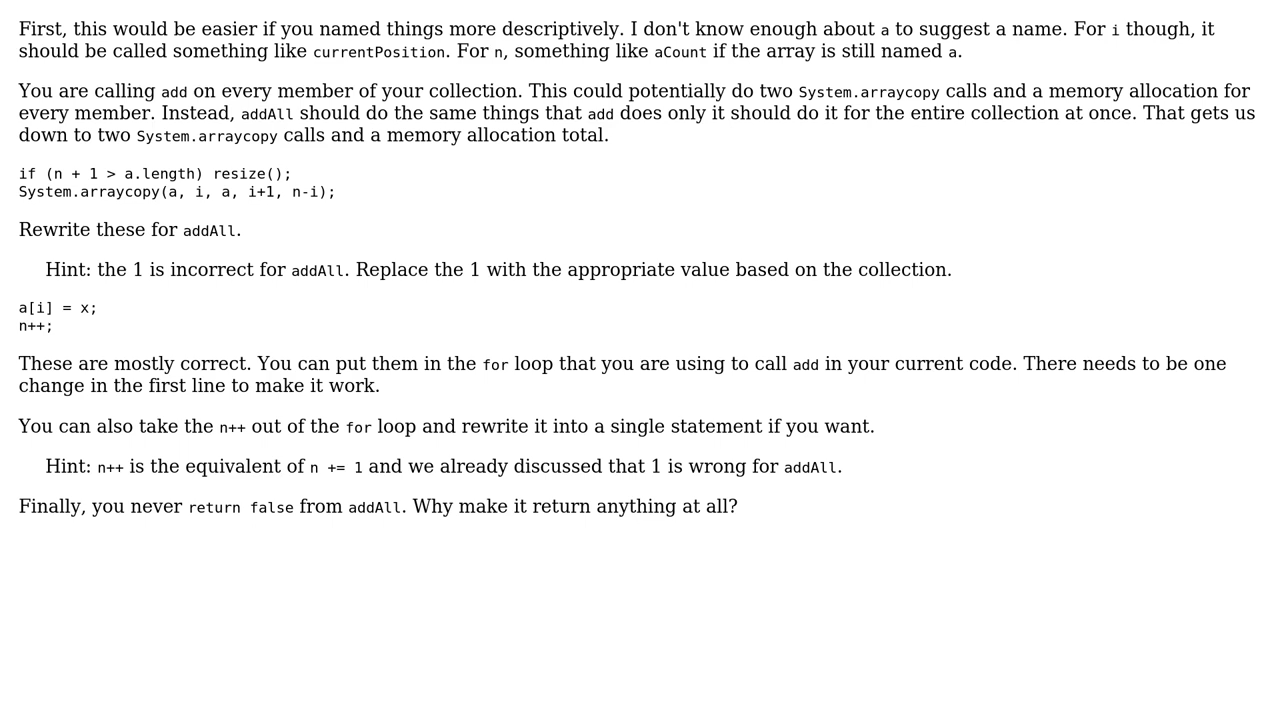 First, this would be easier if you named things more descriptively. I don't know enough about a to suggest a name. For i though, it
should be called something like currentPosition. For n, something like aCount if the array is still named a.
You are calling add on every member of your collection. This could potentially do two System.arraycopy calls and a memory allocation for
every member. Instead, addAll should do the same things that add does only it should do it for the entire collection at once. That gets us
down to two System.arraycopy calls and a memory allocation total.
if (n + 1 > a.length) resize();
System.arraycopy(a, i, a, i+1, n-i);
Rewrite these for addAll.
Hint: the 1 is incorrect for addAll. Replace the 1 with the appropriate value based on the collection.
a[i] = x;
n++;
These are mostly correct. You can put them in the for loop that you are using to call add in your current code. There needs to be one
change in the first line to make it work.
You can also take the n++ out of the for loop and rewrite it into a single statement if you want.
Hint: n++ is the equivalent of n += 1 and we already discussed that 1 is wrong for addAll.
Finally, you never return false from addAll. Why make it return anything at all?